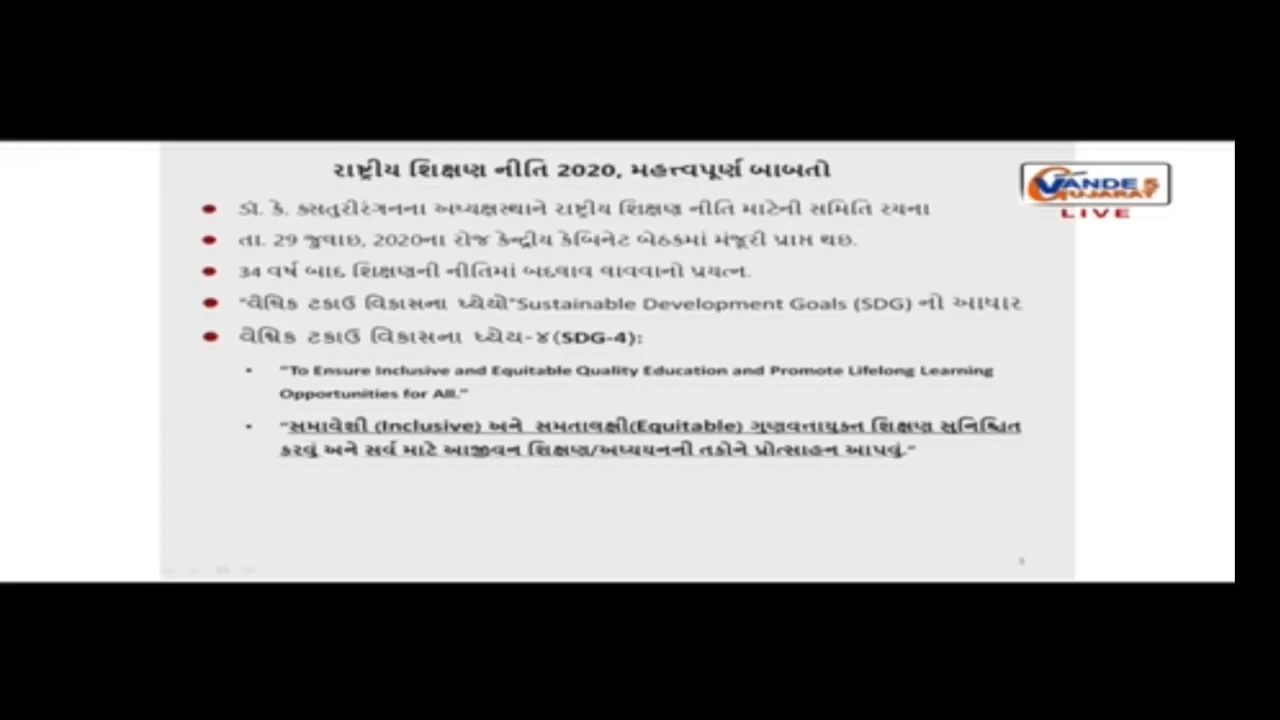 રાષ્ટ્રીય શિક્ષણ નીતિ 2020, મહત્ત્વપૂર્ણ બાબતો
VANDE 5
GUJARAT
LIVE
• ડૉ. કે. કસતુરીરંગનના અધ્યક્ષસ્થાને રાષ્ટ્રીય શિક્ષણ નીતિ માટેની સમિતિ રચના
• તા. 29 જુલાઇ, 2020ના રોજ કેન્દ્રીય કેબિનેટ બેઠકમાં મંજૂરી પ્રાપ્ત થઇ.
• 34 વર્ષ બાદ શિક્ષણની નીતિમાં બદલાવ લાવવાનો પ્રયત્ન.
• "વૈશ્વિક ટકાઉ વિકાસના ધ્યેયો"Sustainable Development Goals (SDG) નો આધાર
• વૈશ્વિક ટકાઉ વિકાસના ધ્યેય-૪(SDG-4):
• "To Ensure Inclusive and Equitable Quality Education and Promote Lifelong Learning
Opportunities for All."
• "સમાવેશી (Inclusive) અને સમતાલક્ષી(Equitable) ગુણવત્તાયુક્ત શિક્ષણ સુનિશ્ચિત
કરવું અને સર્વ માટે આજીવન શિક્ષણ/અધ્યયનની તકોને પ્રોત્સાહન આપવું."